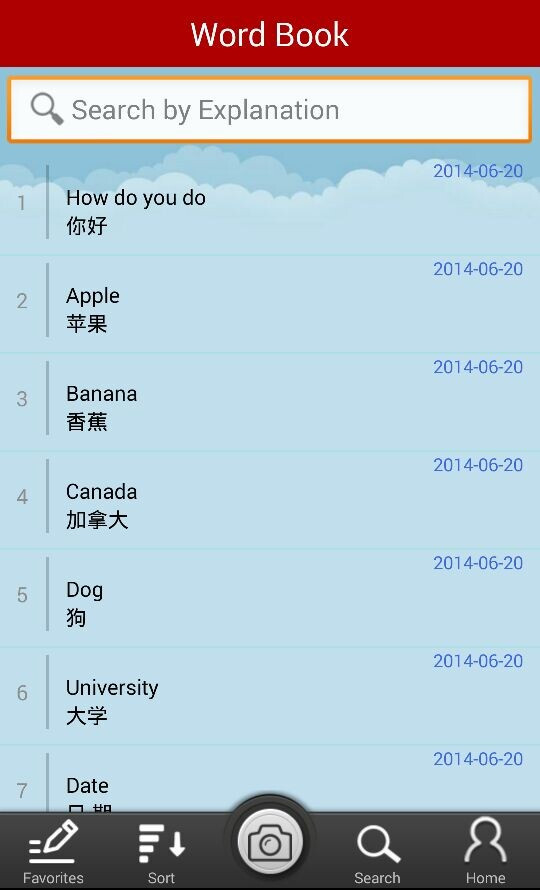 Word Book
Search by Explanation
2014-06-20
1
How do you do
你好
2014-06-20
2
Apple
苹果
2014-06-20
3
Banana
香蕉
2014-06-20
4
Canada
加拿大
2014-06-20
5
Dog
狗
2014-06-20
6
University
大学
2014-06-20
7
Date
日 期
Favorites
Sort
Search
Home